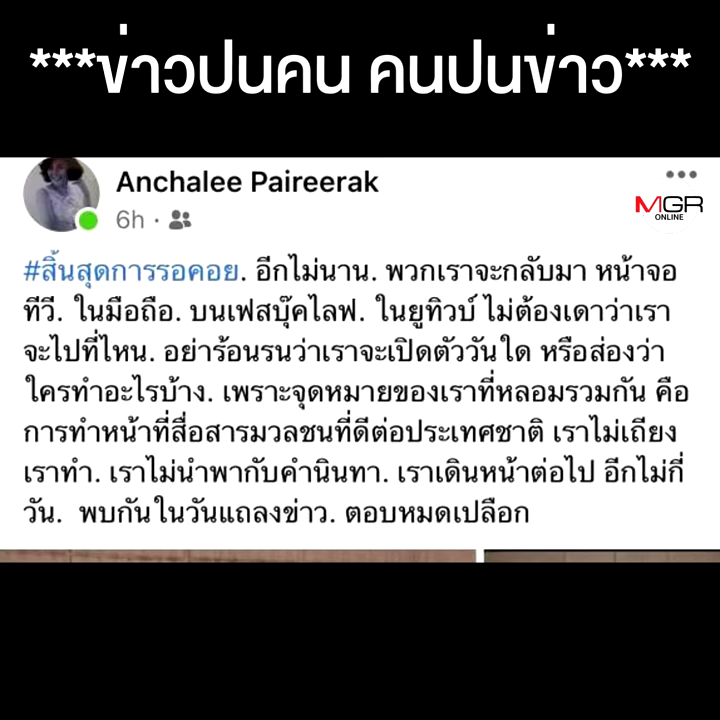 ***ข่าวปนคน คนปนข่าว***
Anchalee Paireerak
6h
MGR
ONLINE
#สิ้นสุดการรอคอย. อีกไม่นาน. พวกเราจะกลับมา หน้าจอ
ทีวี. ในมือถือ. บนเฟสบุ๊คไลฟ. ในยูทิวบ์ ไม่ต้องเดาว่าเรา
จะไปที่ไหน. อย่าร้อนรนว่าเราจะเปิดตัววันใด หรือส่องว่า
ใครทำอะไรบ้าง. เพราะจุดหมายของเราที่หลอมรวมกัน คือ
การทำหน้าที่สื่อสารมวลชนที่ดีต่อประเทศชาติ เราไม่เถียง
เราทำ. เราไม่นำพากับคำนินทา. เราเดินหน้าต่อไป อีกไม่กี่
วัน. พบกันในวันแถลงข่าว. ตอบหมดเปลือก